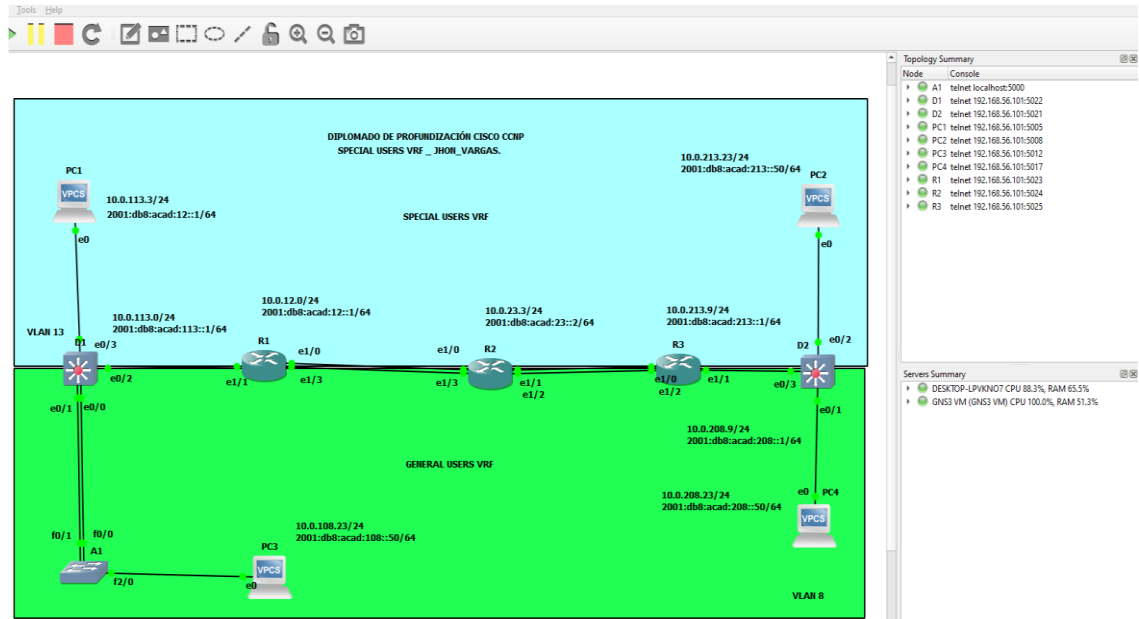 Tools Help
Topology Summary
Node Console
A1 telnet localhost:5000
D1 telnet 192.168.56.101:5022
D2 telnet 192.168.56.101:5021
PC1 telnet 192.168.56.101:5005
PC2 telnet 192.168.56.101:5008
PC3 telnet 192.168.56.101:5012
PC4 telnet 192.168.56.101:5017
R1 telnet 192.168.56.101:5023
R2 telnet 192.168.56.101:5024
R3 telnet 192.168.56.101:5025
Servers Summary
DESKTOP-LPVKNO7 CPU 88.3%, RAM 65.5%
GNS3 VM (GNS3 VM) CPU 100.0%, RAM 51.3%
DIPLOMADO DE PROFUNDIZACIÓN CISCO CCNP
SPECIAL USERS VRF _ JHON_VARGAS.
PC1
VPCS
10.0.113.3/24
2001:db8:acad:12::1/64
e0
10.0.213.23/24
2001:db8:acad:213::50/64
PC2
VPCS
e0
SPECIAL USERS VRF
VLAN 13
10.0.113.0/24
2001:db8:acad:113::1/64
D1
e0/3
e0/2
e0/1
e0/0
10.0.12.0/24
2001:db8:acad:12::1/64
R1
e1/0
e1/1
e1/3
10.0.23.3/24
2001:db8:acad:23::2/64
R2
e1/0
e1/3
e1/1
e1/2
10.0.213.9/24
2001:db8:acad:213::1/64
R3
e1/0
e1/1
e1/2
D2
e0/2
e0/3
e0/1
10.0.208.9/24
2001:db8:acad:208::1/64
GENERAL USERS VRF
10.0.208.23/24
2001:db8:acad:208::50/64
e0
PC4
VPCS
f0/1
f0/0
A1
f2/0
10.0.108.23/24
2001:db8:acad:108::50/64
PC3
VPCS
e0
VLAN 8